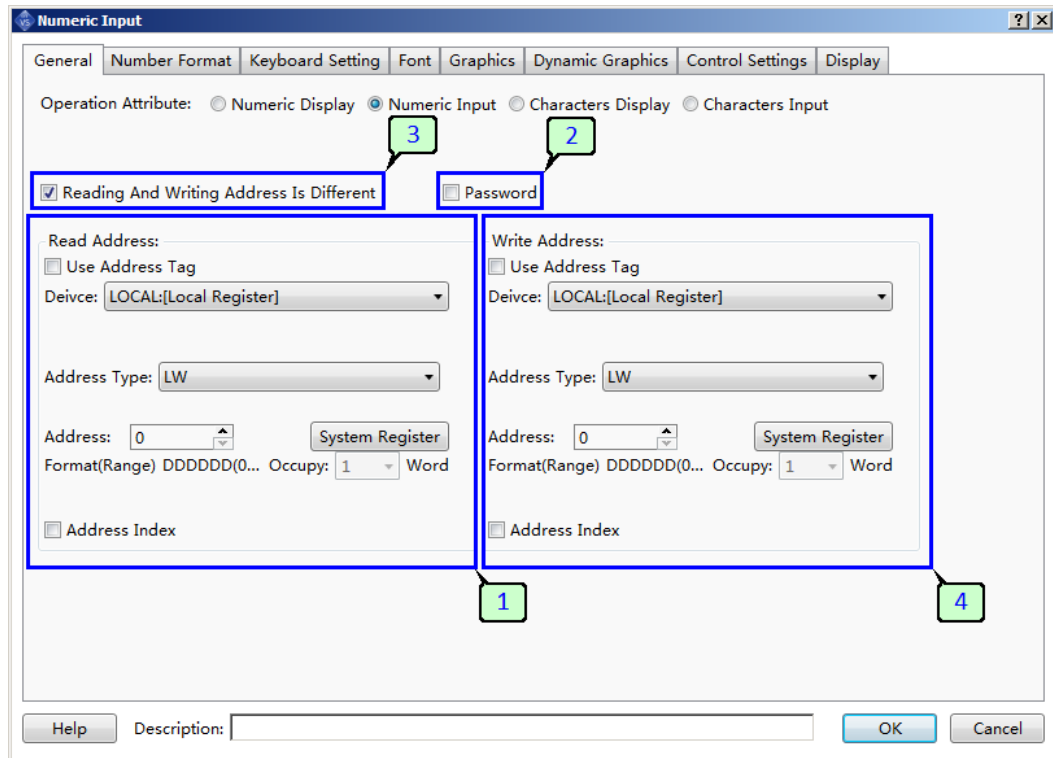 VS Numeric Input ? X
General Number Format Keyboard Setting Font Graphics Dynamic Graphics Control Settings Display
Operation Attribute: Numeric Display Numeric Input Characters Display Characters Input
3 2
Reading And Writing Address Is Different Password
Read Address: Write Address:
Use Address Tag Use Address Tag
Deivce: LOCAL:[Local Register] Deivce: LOCAL:[Local Register]
Address Type: LW Address Type: LW
Address: 0 System Register Address: 0 System Register
Format(Range) DDDDDD(0... Occupy: 1 Word Format(Range) DDDDDD(0... Occupy: 1 Word
Address Index Address Index
1 4
Help Description: OK Cancel